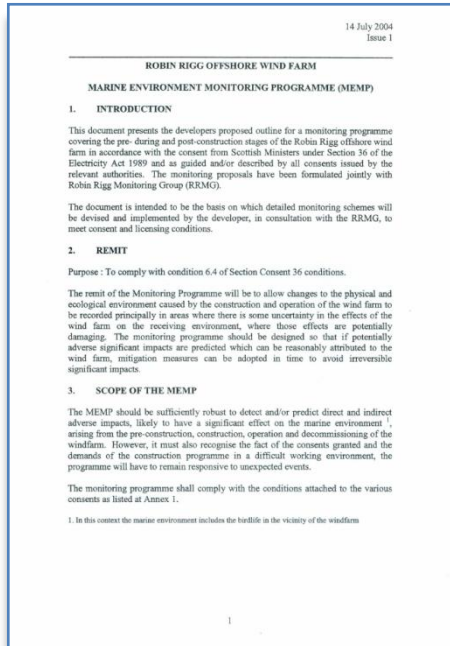 14 July 2004
Issue 1
ROBIN RIGG OFFSHORE WIND FARM
MARINE ENVIRONMENT MONITORING PROGRAMME (MEMP)
1. INTRODUCTION
This document presents the developers proposed outline for a monitoring programme
covering the pre- during and post-construction stages of the Robin Rigg offshore wind
farm in accordance with the consent from Scottish Ministers under Section 36 of the
Electricity Act 1989 and as guided and/or described by all consents issued by the
relevant authorities. The monitoring proposals have been formulated jointly with
Robin Rigg Monitoring Group (RRMG).
The document is intended to be the basis on which detailed monitoring schemes will
be devised and implemented by the developer, in consultation with the RRMG, to
meet consent and licensing conditions.
2. REMIT
Purpose : To comply with condition 6.4 of Section Consent 36 conditions.
The remit of the Monitoring Programme will be to allow changes to the physical and
ecological environment caused by the construction and operation of the wind farm to
be recorded principally in areas where there is some uncertainty in the effects of the
wind farm on the receiving environment, where those effects are potentially
damaging. The monitoring programme should be designed so that if potentially
adverse significant impacts are predicted which can be reasonably attributed to the
wind farm, mitigation measures can be adopted in time to avoid irreversible
significant impacts.
3. SCOPE OF THE MEMP
The MEMP should be sufficiently robust to detect and/or predict direct and indirect
adverse impacts, likely to have a significant effect on the marine environment 1,
arising from the pre-construction, construction, operation and decommissioning of the
windfarm. However, it must also recognise the fact of the consents granted and the
demands of the construction programme in a difficult working environment, the
programme will have to remain responsive to unexpected events.
The monitoring programme shall comply with the conditions attached to the various
consents as listed at Annex 1.
1. In this context the marine environment includes the birdlife in the vicinity of the windfarm
1